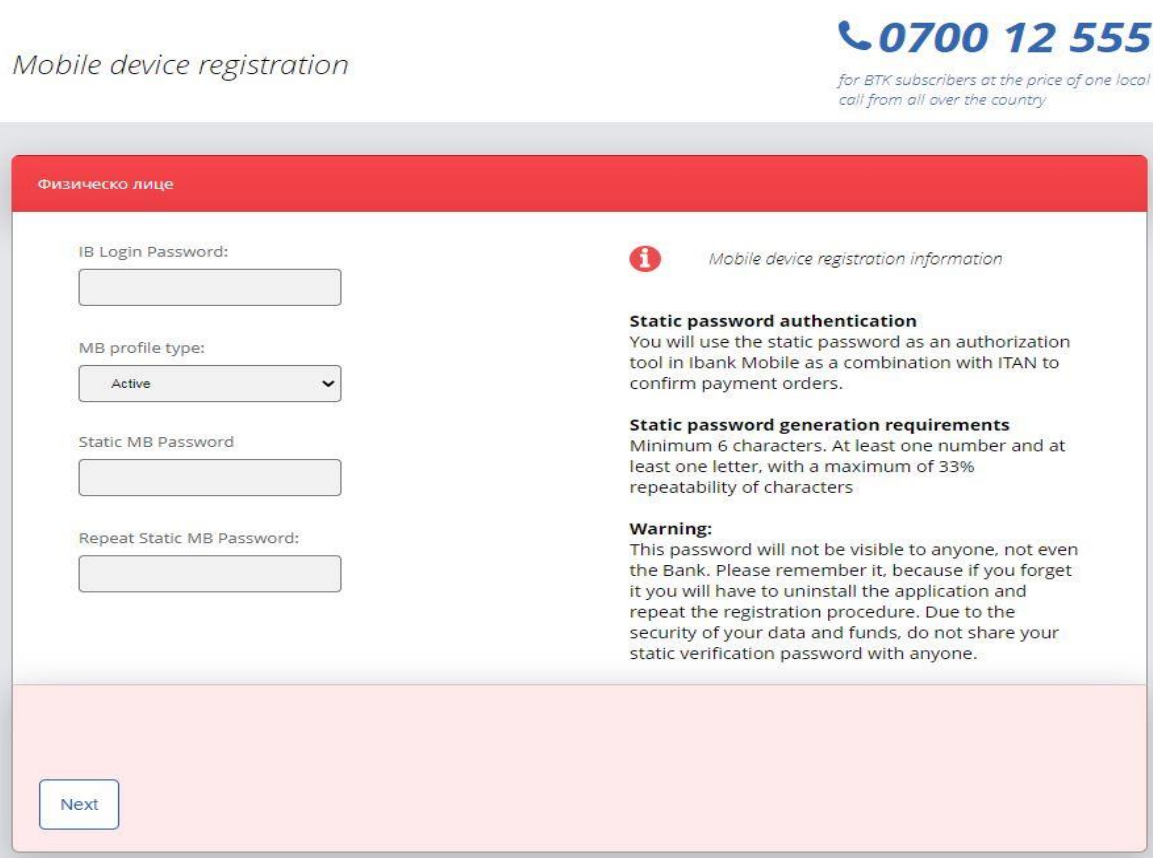 Mobile device registration
0700 12 555
for BTK subscribers at the price of one local
call from all over the country
Физическо лице
IB Login Password:
MB profile type:
Active
Static MB Password
Repeat Static MB Password:
Mobile device registration information
Static password authentication
You will use the static password as an authorization
tool in Ibank Mobile as a combination with ITAN to
confirm payment orders.
Static password generation requirements
Minimum 6 characters. At least one number and at
least one letter, with a maximum of 33%
repeatability of characters
Warning:
This password will not be visible to anyone, not even
the Bank. Please remember it, because if you forget
it you will have to uninstall the application and
repeat the registration procedure. Due to the
security of your data and funds, do not share your
static verification password with anyone.
Next